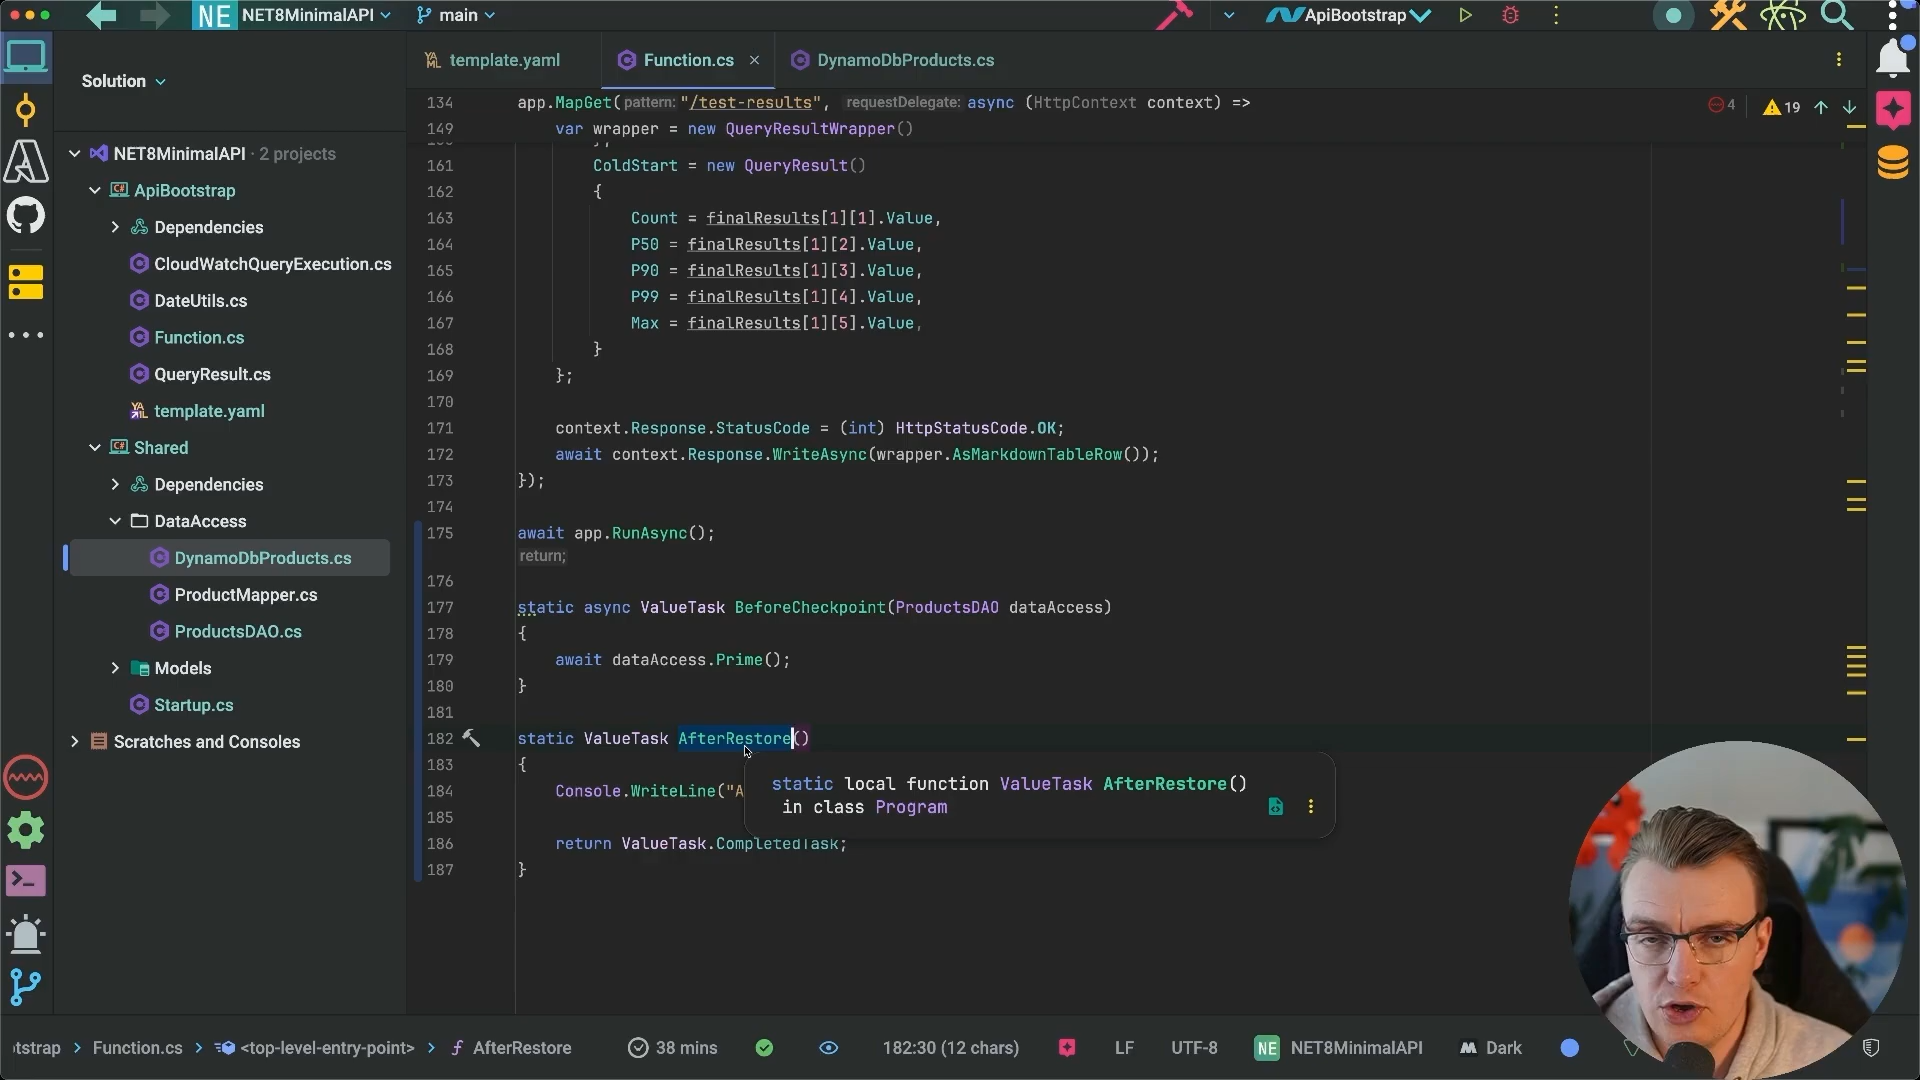 NE NET8MinimalAPI
main
ApiBootstrap
Solution
template.yaml
Function.cs
DynamoDbProducts.cs
NET8MinimalAPI · 2 projects
ApiBootstrap
Dependencies
CloudWatchQueryExecution.cs
DateUtils.cs
Function.cs
QueryResult.cs
template.yaml
Shared
Dependencies
DataAccess
DynamoDbProducts.cs
ProductMapper.cs
ProductsDAO.cs
Models
Startup.cs
Scratches and Consoles
4 19
134 app.MapGet( pattern: "/test-results", requestDelegate: async (HttpContext context) =>
149 var wrapper = new QueryResultWrapper()
161 ColdStart = new QueryResult()
162 {
163 Count = finalResults[1][1].Value,
164 P50 = finalResults[1][2].Value,
165 P90 = finalResults[1][3].Value,
166 P99 = finalResults[1][4].Value,
167 Max = finalResults[1][5].Value,
168 }
169 };
170
171 context.Response.StatusCode = (int) HttpStatusCode.OK;
172 await context.Response.WriteAsync(wrapper.AsMarkdownTableRow());
173 });
174
175 await app.RunAsync();
return;
176
177 static async ValueTask BeforeCheckpoint(ProductsDAO dataAccess)
178 {
179 await dataAccess.Prime();
180 }
181
182 static ValueTask AfterRestore()
183 {
184 Console.WriteLine("A
static local function ValueTask AfterRestore()
in class Program
185
186 return ValueTask.CompletedTask;
187 }
tstrap > Function.cs > <top-level-entry-point> > AfterRestore
38 mins
182:30 (12 chars)
LF
UTF-8
NE NET8MinimalAPI
Dark